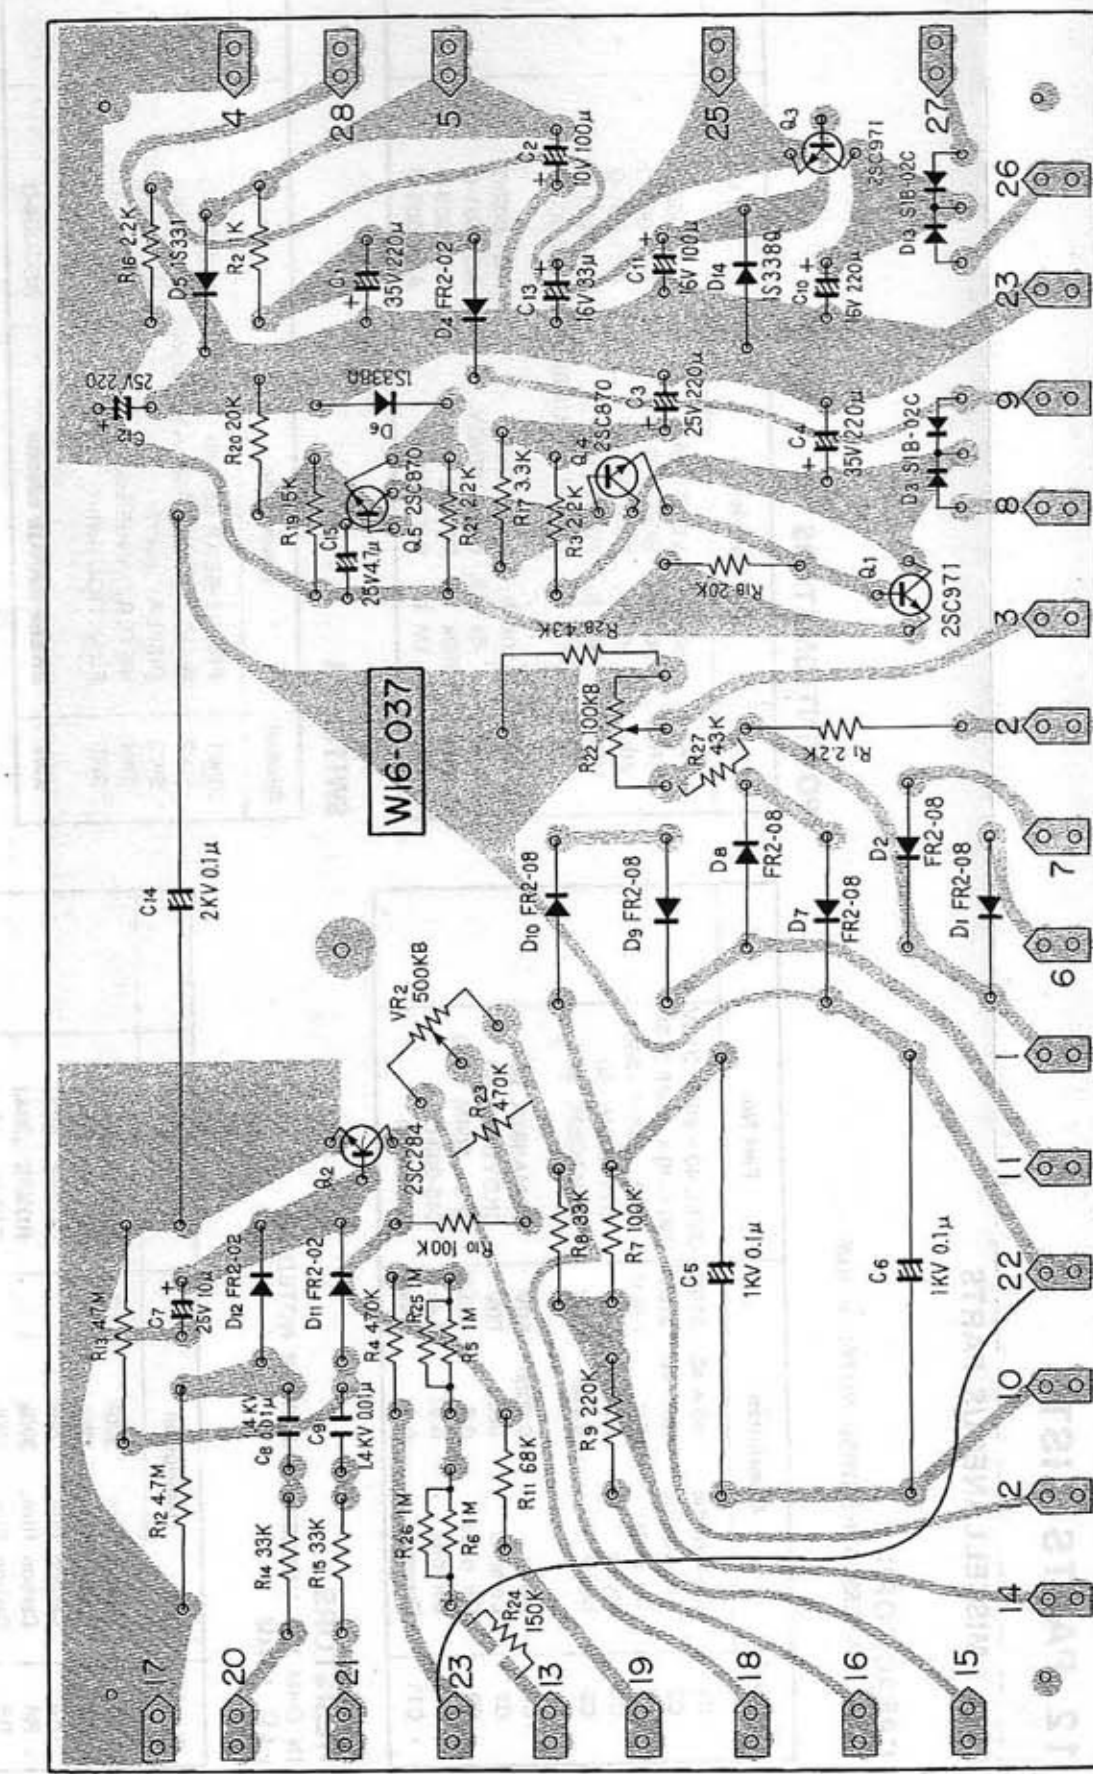 4
28
5
25
27
R16 2.2K
D5 1S331
R2 1K
C1
35V 220μ
D4 FR2-02
C2
10V 100μ
C13
16V 33μ
C11
16V 100μ
D14
1S338Q
C10
16V 220μ
Q3
2SC971
D13 S1B-02C
26
23
9
8
3
2
7
6
1
11
22
10
12
14
C12
25V 220
R20 20K
D6
1S338Q
R19 15K
C15
25V 4.7μ
Q5 2SC870
R21 2.2K
R17 3.3K
R3 2.2K
Q4
2SC870
C3
25V 220μ
C4
35V 220μ
D3 S1B-02C
R18 20K
Q1
2SC971
R28 43K
R22 100KB
R27
43K
R1 2.2K
W16-037
C14
2KV 0.1μ
D10 FR2-08
D9 FR2-08
D8
FR2-08
D7
FR2-08
D2
FR2-08
D1 FR2-08
VR2
500KB
R23
470K
Q2
2SC284
R10 100K
R8 33K
R7 100K
C5
1KV 0.1μ
C6
1KV 0.1μ
R13 4.7M
C7
25V 10μ
D12 FR2-02
D11 FR2-02
R4 470K
R25 1M
R5 1M
R9 220K
R12 4.7M
1.4KV
C8 0.01μ
C9
1.4KV 0.01μ
R14 33K
R15 33K
R26 1M
R6 1M
R11 68K
R24
150K
17
20
21
23
13
19
18
16
15